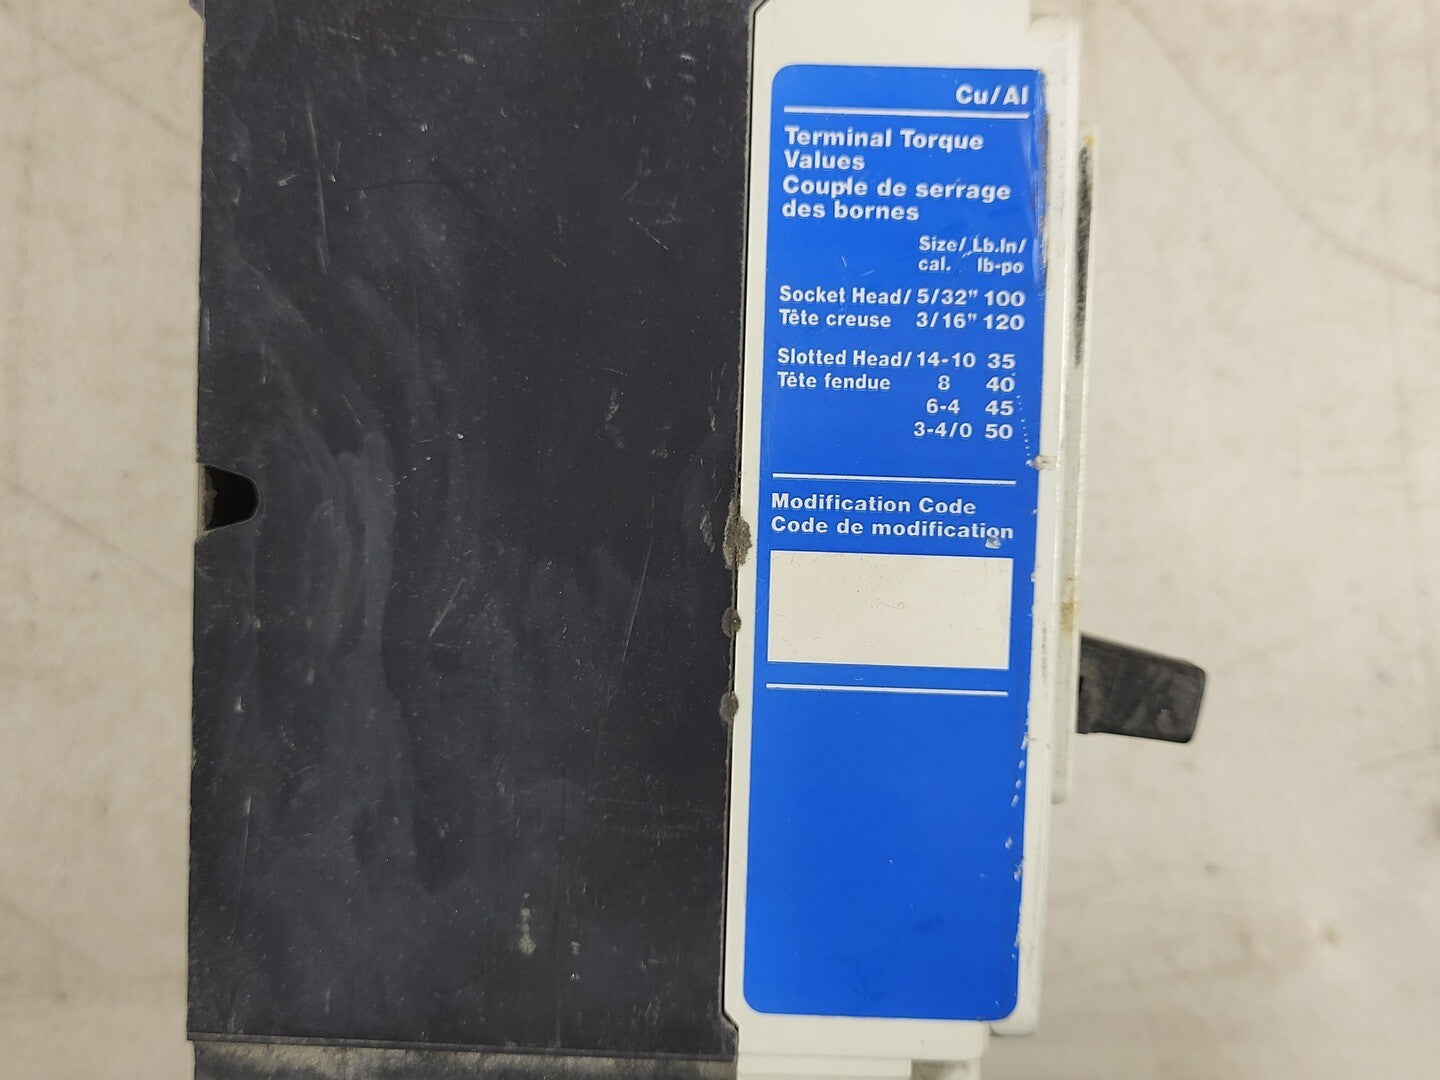 Cu/Al
Terminal Torque
Values
Couple de serrage
des bornes
Size/ Lb.In/
cal. lb-po
Socket Head/ 5/32" 100
Tête creuse 3/16" 120
Slotted Head/ 14-10 35
Tête fendue 8 40
6-4 45
3-4/0 50
Modification Code
Code de modification